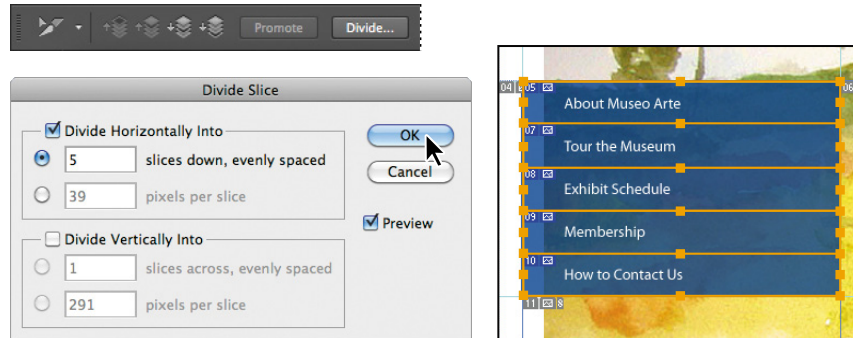 Promote Divide...
Divide Slice
Divide Horizontally Into
5 slices down, evenly spaced
39 pixels per slice
Divide Vertically Into
1 slices across, evenly spaced
291 pixels per slice
OK
Cancel
Preview
04 05 06
About Museo Arte
07
Tour the Museum
08
Exhibit Schedule
09
Membership
10
How to Contact Us
11